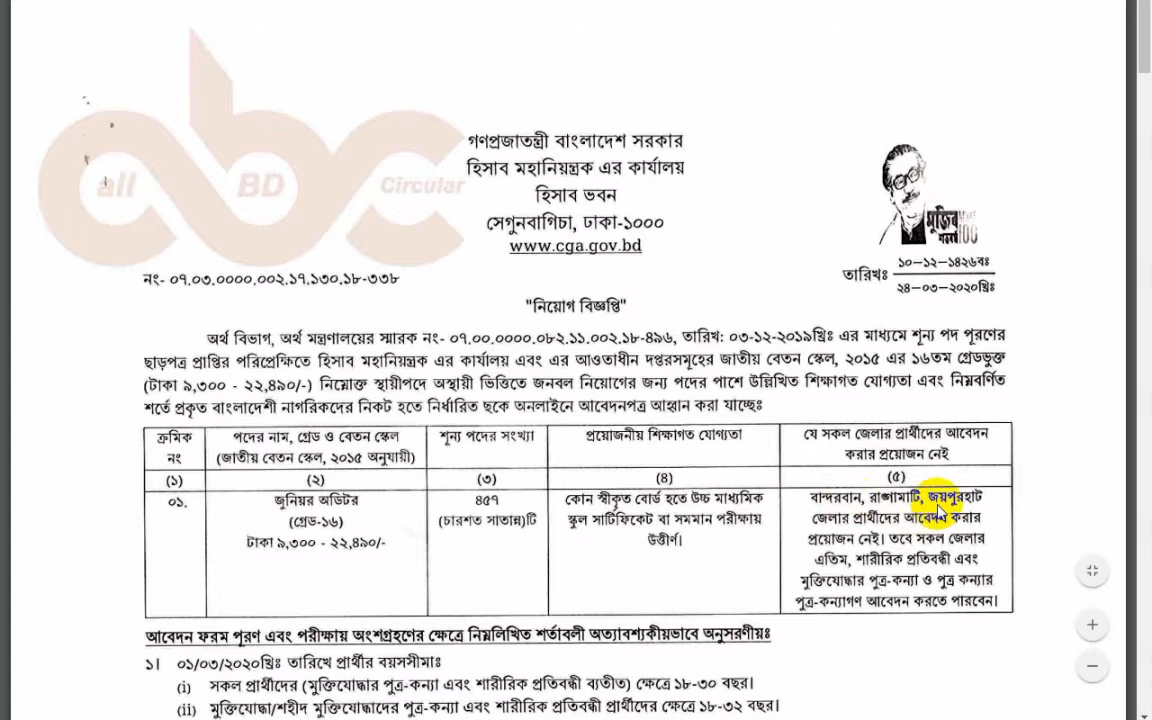 all BD Circular
গণপ্রজাতন্ত্রী বাংলাদেশ সরকার
হিসাব মহানিয়ন্ত্রক এর কার্যালয়
হিসাব ভবন
সেগুনবাগিচা, ঢাকা-১০০০
www.cga.gov.bd
মুজিব
শতবর্ষ 100
নং- ০৭.০৩.০০০০.০০২.১৭.১৩০.১৮-৩৩৮
তারিখঃ ১০-১২-১৪২৬বঃ
২৪-০৩-২০২০খ্রিঃ
"নিয়োগ বিজ্ঞপ্তি"
অর্থ বিভাগ, অর্থ মন্ত্রণালয়ের স্মারক নং- ০৭.০০.০০০০.০৮২.১১.০০২.১৮-৪৯৬, তারিখ: ০৩-১২-২০১৯খ্রিঃ এর মাধ্যমে শূন্য পদ পূরণের
ছাড়পত্র প্রাপ্তির পরিপ্রেক্ষিতে হিসাব মহানিয়ন্ত্রক এর কার্যালয় এবং এর আওতাধীন দপ্তরসমূহের জাতীয় বেতন স্কেল, ২০১৫ এর ১৬তম গ্রেডভুক্ত
(টাকা ৯,৩০০ - ২২,৪৯০/-) নিম্নোক্ত স্থায়ীপদে অস্থায়ী ভিত্তিতে জনবল নিয়োগের জন্য পদের পাশে উল্লিখিত শিক্ষাগত যোগ্যতা এবং নিম্নবর্ণিত
শর্তে প্রকৃত বাংলাদেশী নাগরিকদের নিকট হতে নির্ধারিত ছকে অনলাইনে আবেদনপত্র আহ্বান করা যাচ্ছেঃ
ক্রমিক নং
পদের নাম, গ্রেড ও বেতন স্কেল
(জাতীয় বেতন স্কেল, ২০১৫ অনুযায়ী)
শূন্য পদের সংখ্যা
প্রয়োজনীয় শিক্ষাগত যোগ্যতা
যে সকল জেলার প্রার্থীদের আবেদন
করার প্রয়োজন নেই
(১) (২) (৩) (৪) (৫)
০১.
জুনিয়র অডিটর
(গ্রেড-১৬)
টাকা ৯,৩০০ - ২২,৪৯০/-
৪৫৭
(চারশত সাতান্ন)টি
কোন স্বীকৃত বোর্ড হতে উচ্চ মাধ্যমিক
স্কুল সার্টিফিকেট বা সমমান পরীক্ষায়
উত্তীর্ণ।
বান্দরবান, রাঙ্গামাটি, জয়পুরহাট
জেলার প্রার্থীদের আবেদন করার
প্রয়োজন নেই। তবে সকল জেলার
এতিম, শারীরিক প্রতিবন্ধী এবং
মুক্তিযোদ্ধার পুত্র-কন্যা ও পুত্র কন্যার
পুত্র-কন্যাগণ আবেদন করতে পারবেন।
আবেদন ফরম পূরণ এবং পরীক্ষায় অংশগ্রহণের ক্ষেত্রে নিম্নলিখিত শর্তাবলী অত্যাবশ্যকীয়ভাবে অনুসরণীয়ঃ
১। ০১/০৩/২০২০খ্রিঃ তারিখে প্রার্থীর বয়সসীমাঃ
(i) সকল প্রার্থীদের (মুক্তিযোদ্ধার পুত্র-কন্যা এবং শারীরিক প্রতিবন্ধী ব্যতীত) ক্ষেত্রে ১৮-৩০ বছর।
(ii) মুক্তিযোদ্ধা/শহীদ মুক্তিযোদ্ধাদের পুত্র-কন্যা এবং শারীরিক প্রতিবন্ধী প্রার্থীদের ক্ষেত্রে ১৮-৩২ বছর।